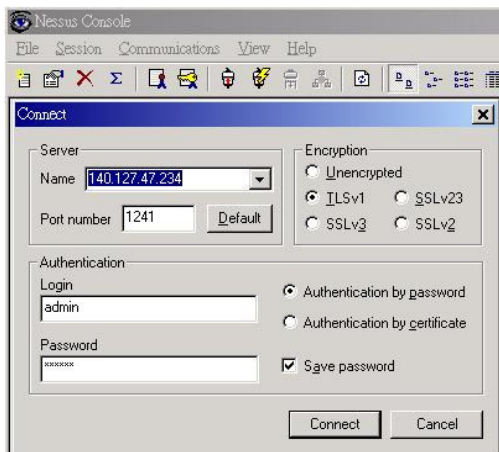 Nessus Console
File Session Communications View Help
Connect
Server
Name 140.127.47.234
Port number 1241 Default
Encryption
Unencrypted
TLSv1 SSLv23
SSLv3 SSLv2
Authentication
Login
admin
Password
xxxxxx
Authentication by password
Authentication by certificate
Save password
Connect Cancel